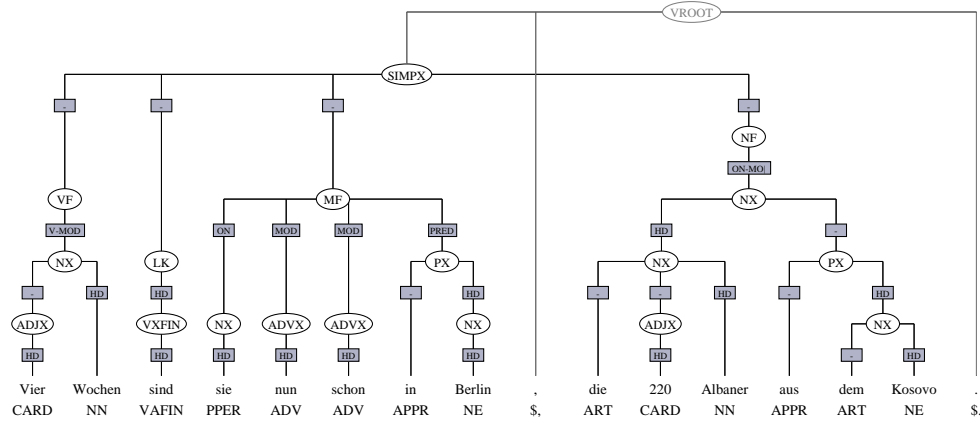 VROOT
SIMPX
- - - -
NF
ON-MO|
VF MF NX
V-MOD ON MOD MOD PRED HD -
NX LK PX NX PX
- HD HD - HD - - HD - HD
ADJX VXFIN NX ADVX ADVX NX ADJX NX
HD HD HD HD HD HD HD - HD
Vier Wochen sind sie nun schon in Berlin , die 220 Albaner aus dem Kosovo .
CARD NN VAFIN PPER ADV ADV APPR NE $, ART CARD NN APPR ART NE $.